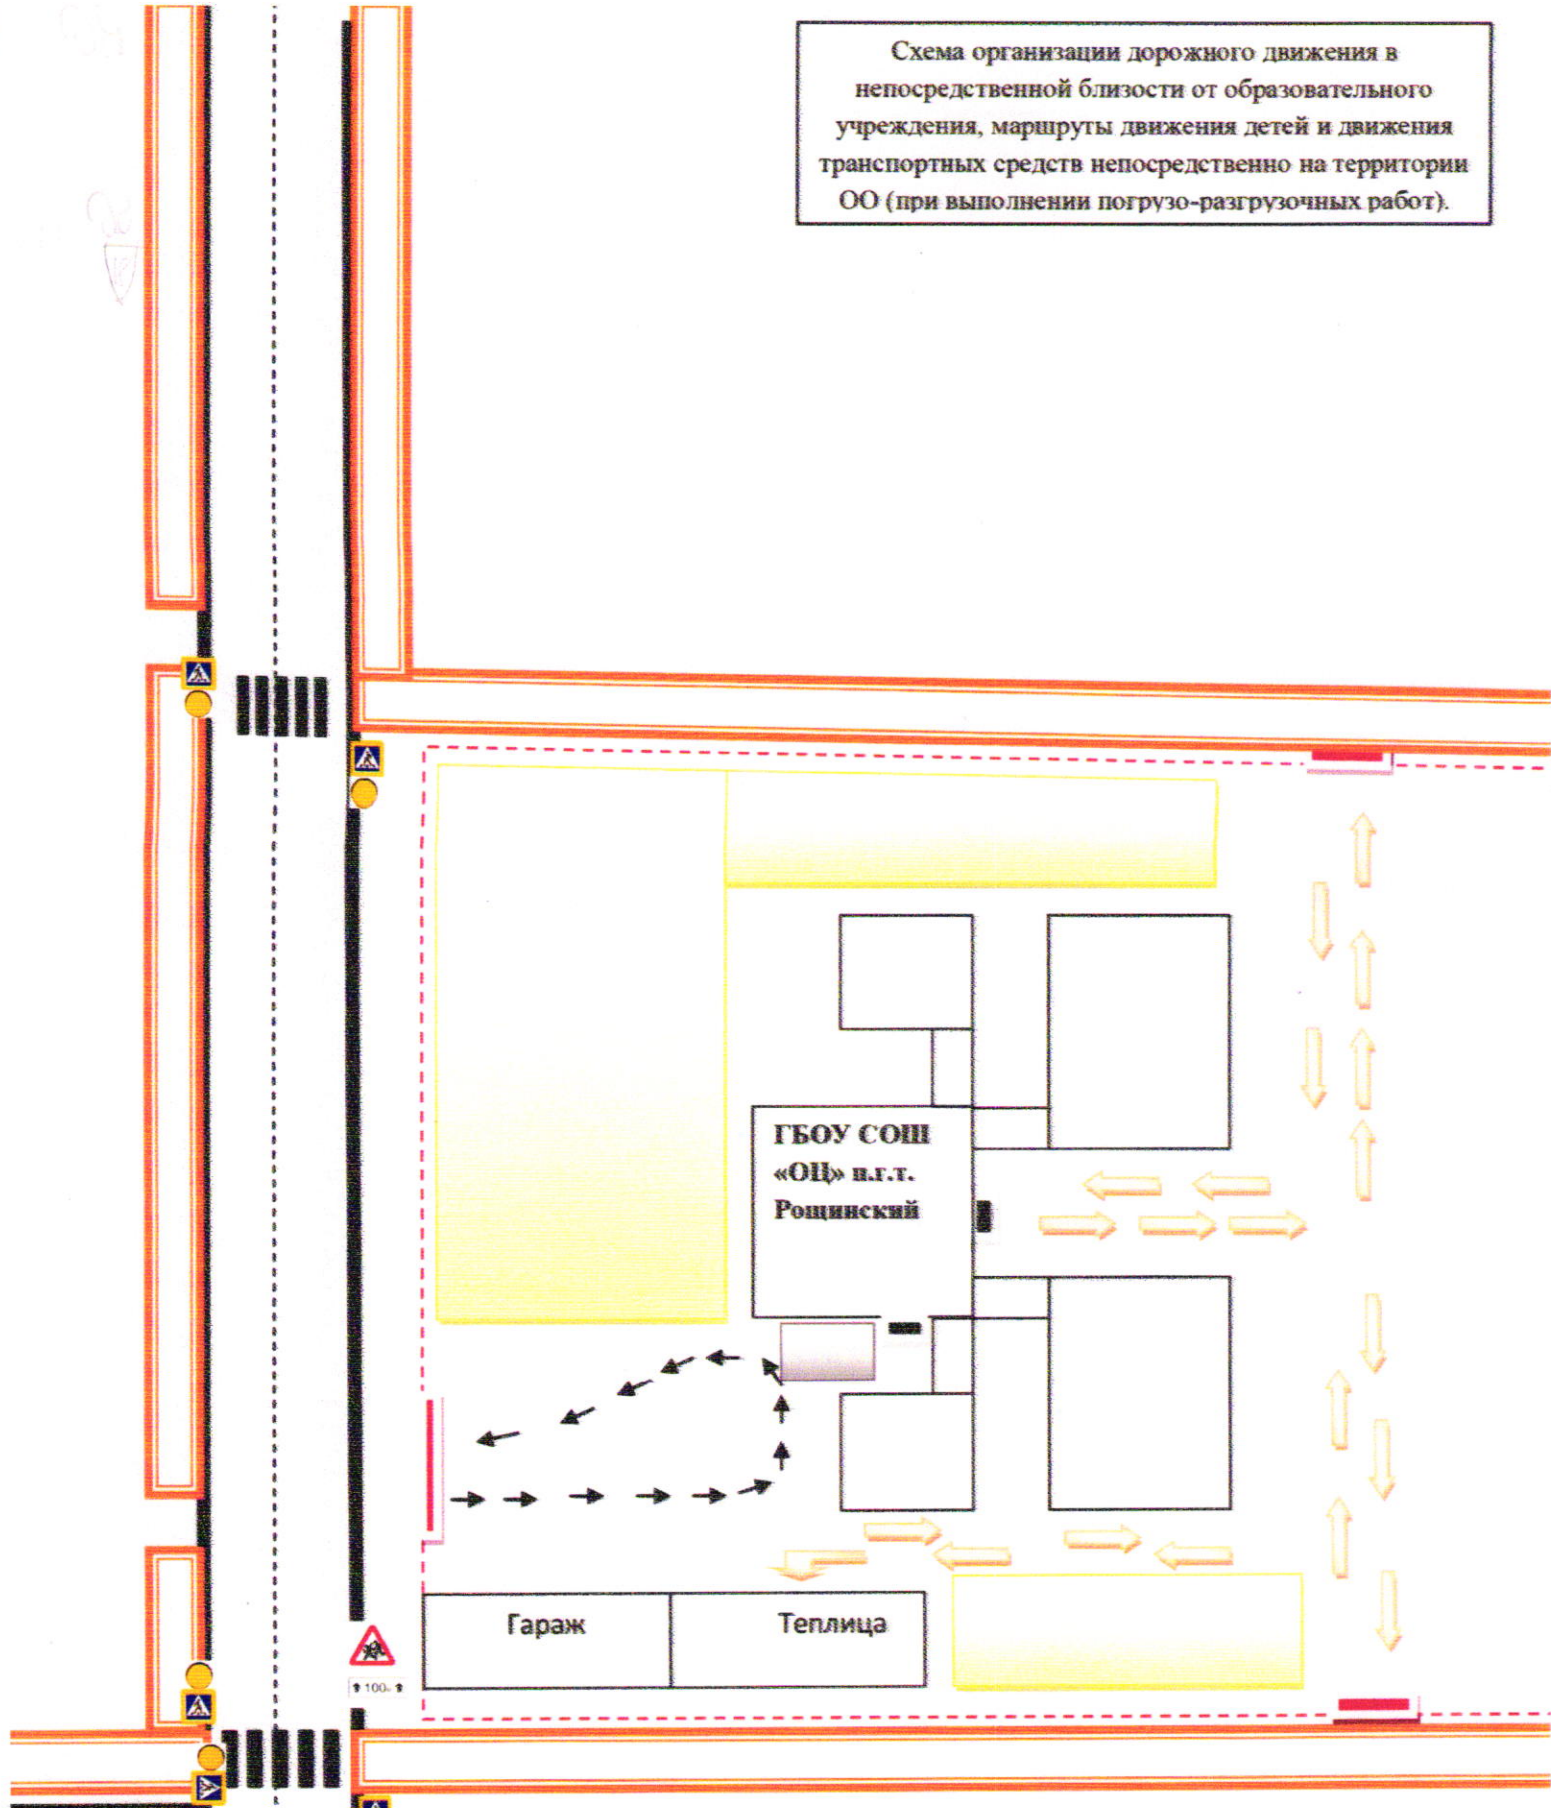 Схема организации дорожного движения в
непосредственной близости от образовательного
учреждения, маршруты движения детей и движения
транспортных средств непосредственно на территории
ОО (при выполнении погрузо-разгрузочных работ).
ГБОУ СОШ
«ОЦ» п.г.т.
Рощинский
Гараж
Теплица
100